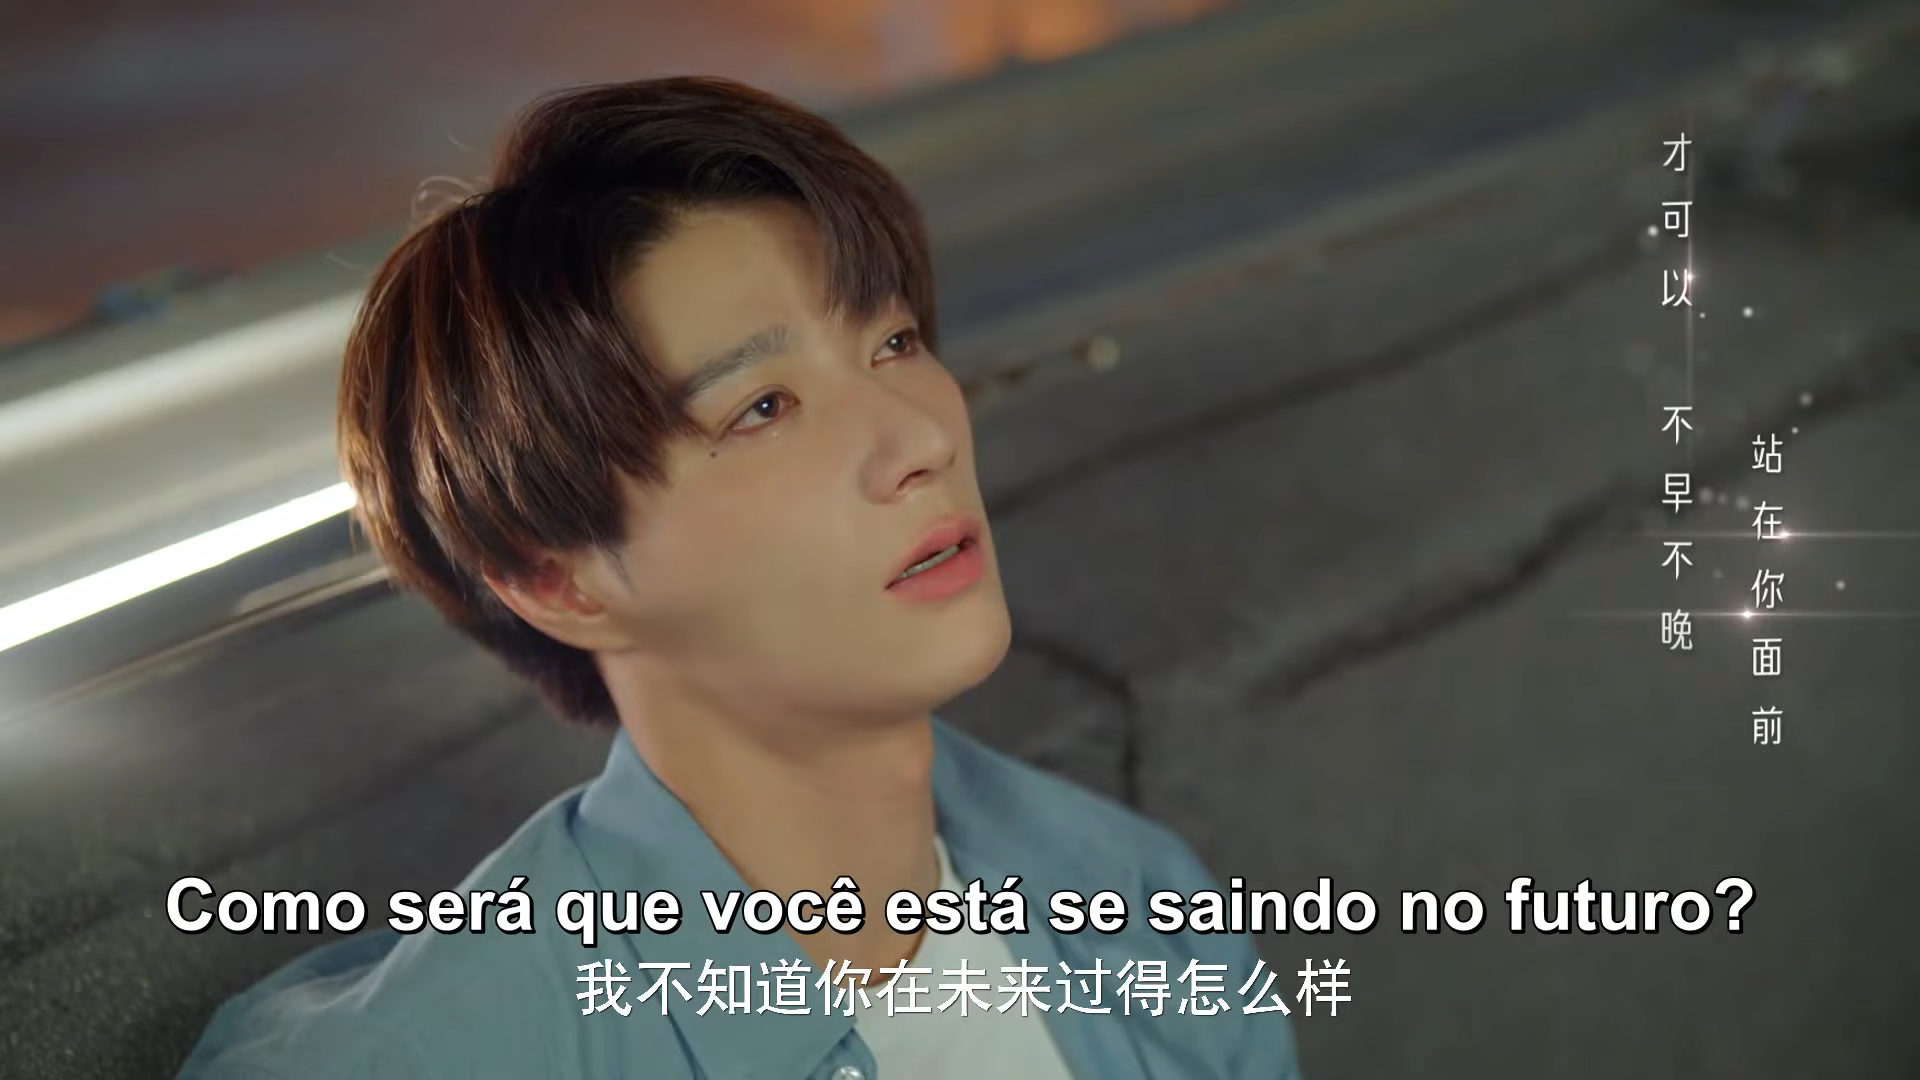 才可以 不早不晚
站在你面前
Como será que você está se saindo no futuro?
我不知道你在未来过得怎么样